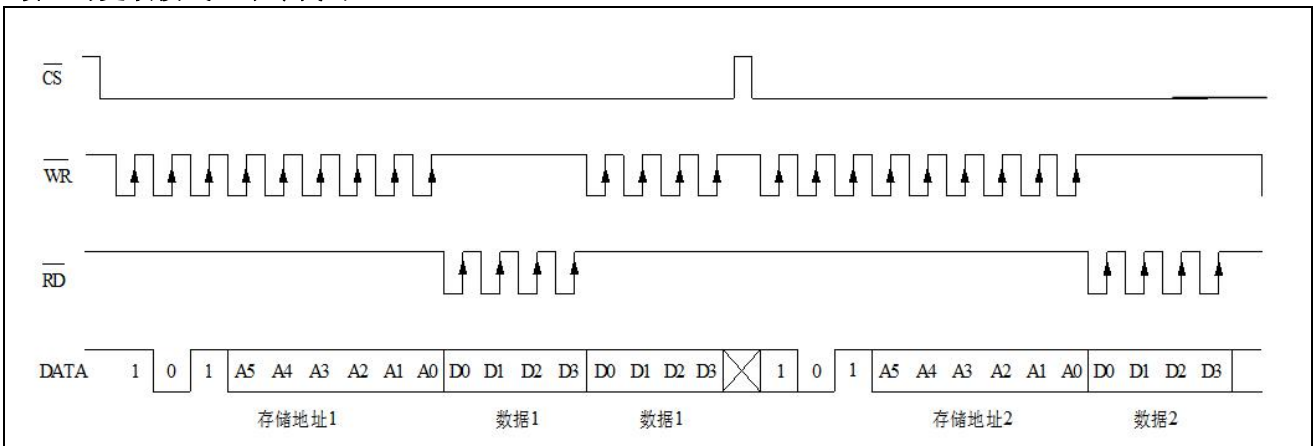 CS
WR
RD
DATA 1 0 1 A5 A4 A3 A2 A1 A0 D0 D1 D2 D3 D0 D1 D2 D3 1 0 1 A5 A4 A3 A2 A1 A0 D0 D1 D2 D3
存储地址1 数据1 数据1 存储地址2 数据2